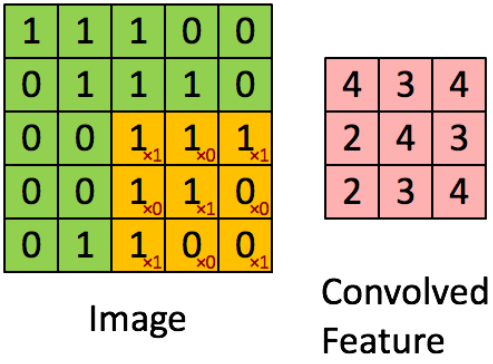 1 1 1 0 0
0 1 1 1 0 4 3 4
0 0 1×1 1×0 1×1 2 4 3
0 0 1×0 1×1 0×0 2 3 4
0 1 1×1 0×0 0×1
Image
Convolved
Feature